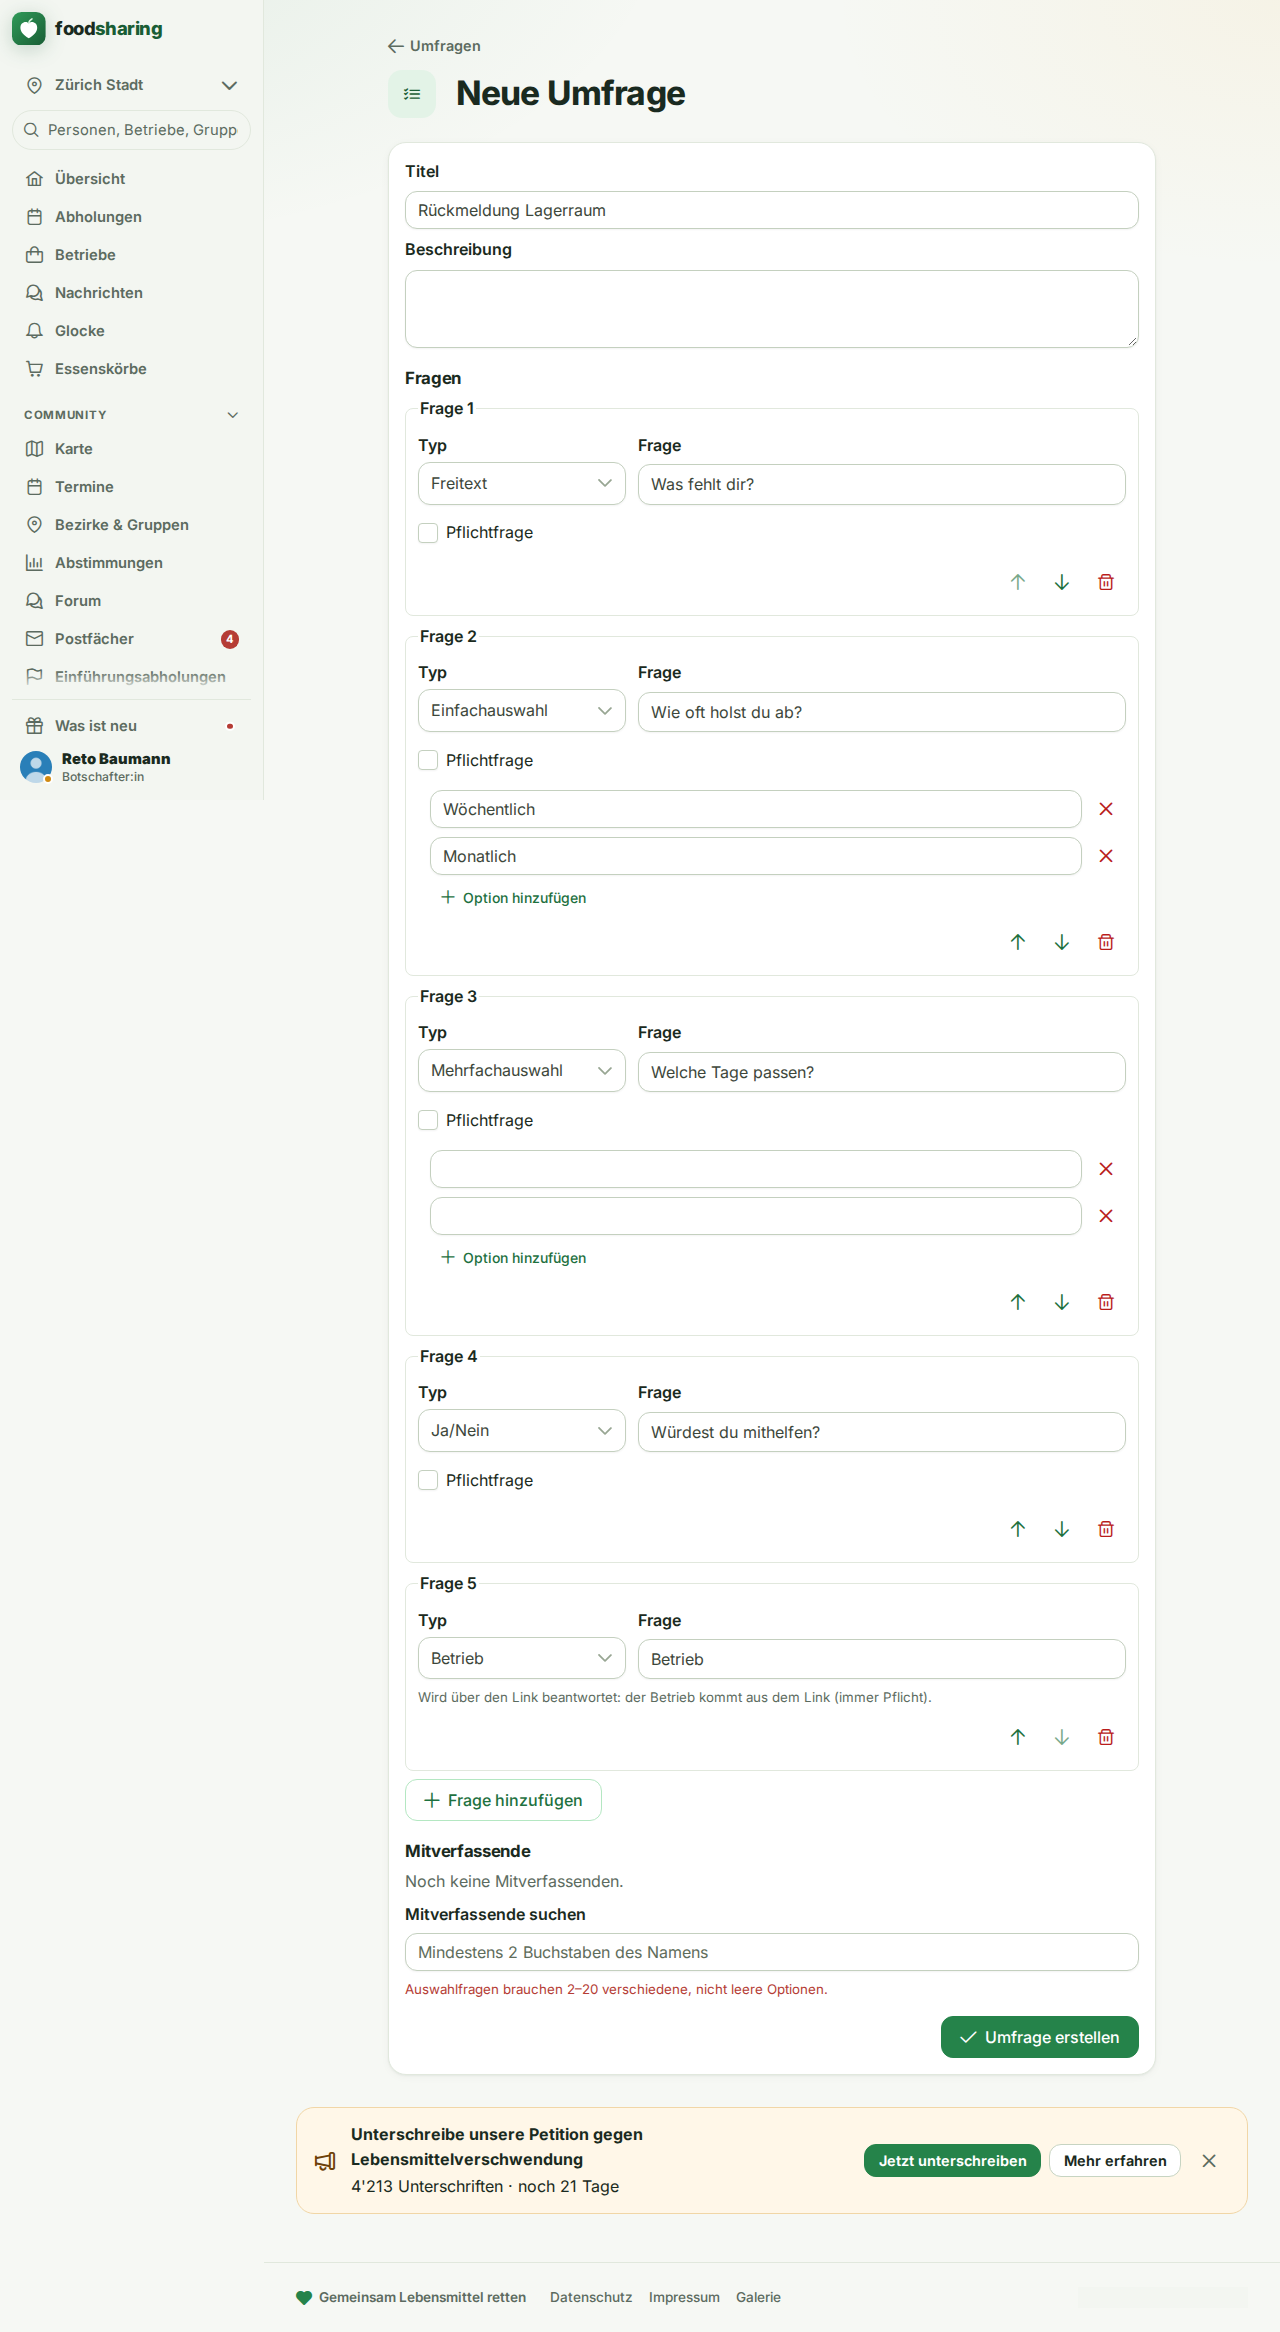 foodsharing
Zürich Stadt
Personen, Betriebe, Grupp
Übersicht
Abholungen
Betriebe
Nachrichten
Glocke
Essenskörbe
COMMUNITY
Karte
Termine
Bezirke & Gruppen
Abstimmungen
Forum
Postfächer 4
Einführungsabholungen
Was ist neu
Reto Baumann
Botschafter:in
Umfragen
Neue Umfrage
Titel
Rückmeldung Lagerraum
Beschreibung
Fragen
Frage 1
Typ Frage
Freitext Was fehlt dir?
Pflichtfrage
Frage 2
Typ Frage
Einfachauswahl Wie oft holst du ab?
Pflichtfrage
Wöchentlich
Monatlich
Option hinzufügen
Frage 3
Typ Frage
Mehrfachauswahl Welche Tage passen?
Pflichtfrage
Option hinzufügen
Frage 4
Typ Frage
Ja/Nein Würdest du mithelfen?
Pflichtfrage
Frage 5
Typ Frage
Betrieb Betrieb
Wird über den Link beantwortet: der Betrieb kommt aus dem Link (immer Pflicht).
Frage hinzufügen
Mitverfassende
Noch keine Mitverfassenden.
Mitverfassende suchen
Mindestens 2 Buchstaben des Namens
Auswahlfragen brauchen 2–20 verschiedene, nicht leere Optionen.
Umfrage erstellen
Unterschreibe unsere Petition gegen
Lebensmittelverschwendung
4'213 Unterschriften · noch 21 Tage
Jetzt unterschreiben Mehr erfahren
Gemeinsam Lebensmittel retten Datenschutz Impressum Galerie